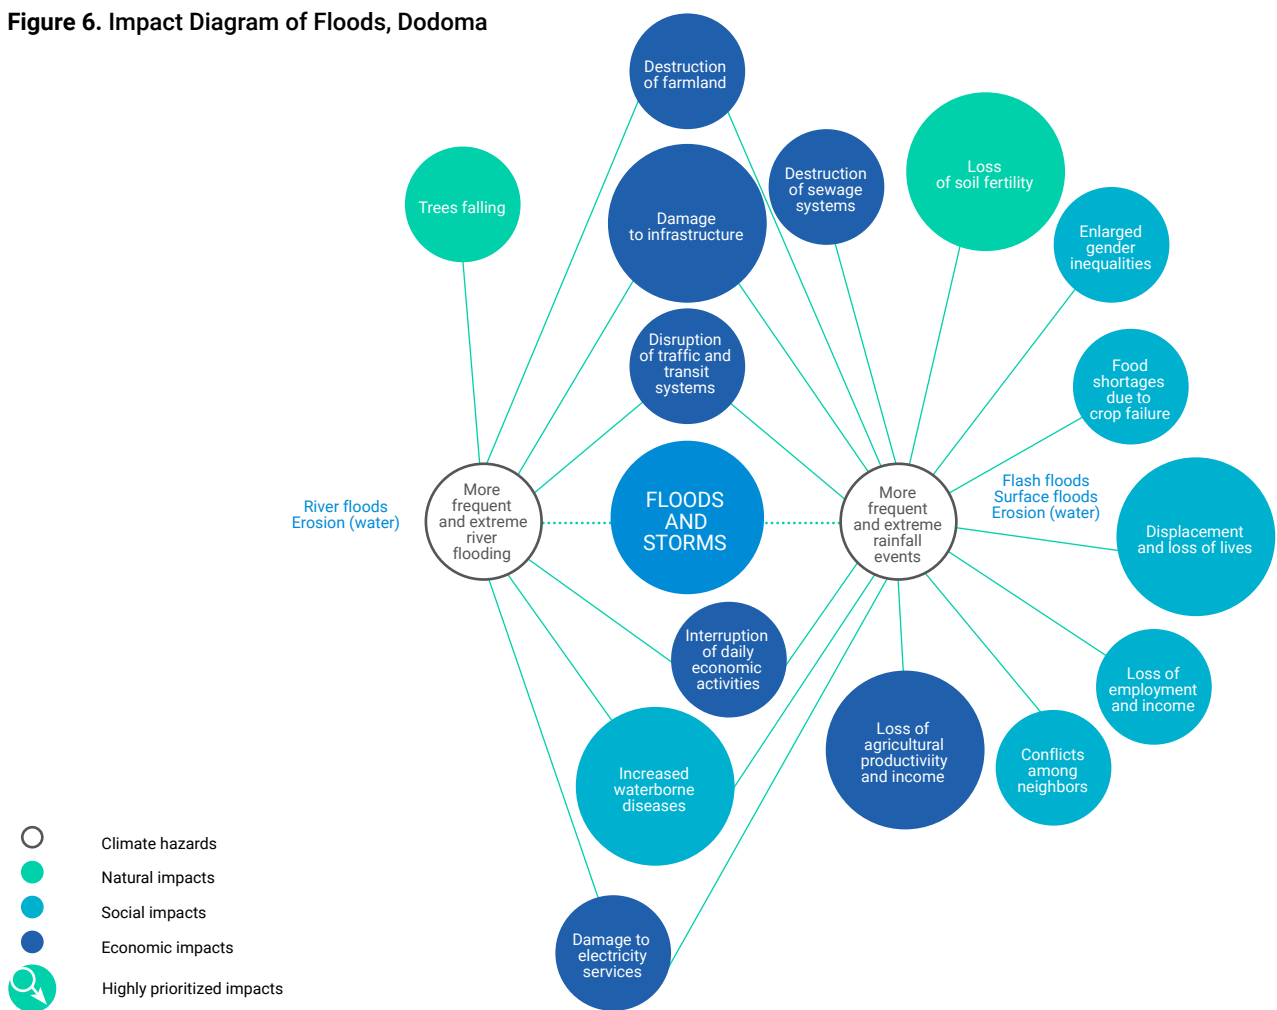 Figure 6. Impact Diagram of Floods, Dodoma
Destruction
of farmland
Trees falling
Damage
to infrastructure
Destruction
of sewage
systems
Loss
of soil fertility
Enlarged
gender
inequalities
Disruption
of traffic and
transit
systems
Food
shortages
due to
crop failure
River floods
Erosion (water)
More
frequent
and extreme
river
flooding
FLOODS
AND
STORMS
More
frequent
and extreme
rainfall
events
Flash floods
Surface floods
Erosion (water)
Displacement
and loss of lives
Interruption
of daily
economic
activities
Loss of
employment
and income
Increased
waterborne
diseases
Loss of
agricultural
productiviity
and income
Conflicts
among
neighbors
Damage to
electricity
services
Climate hazards
Natural impacts
Social impacts
Economic impacts
Highly prioritized impacts